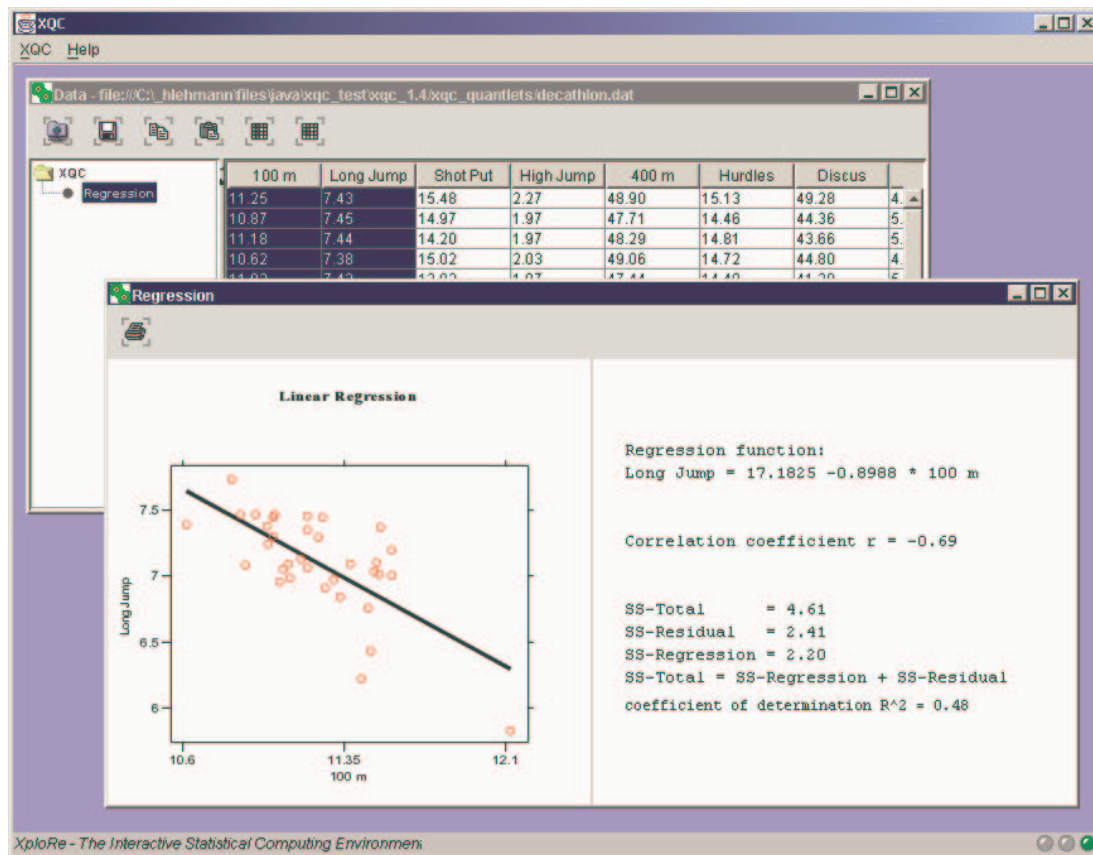 XQC
XQC Help
Data - file:///C:\_hlehmann\files\java\xqc_test\xqc_1.4/xqc_quantlets/decathlon.dat
XQC
Regression
100 m Long Jump Shot Put High Jump 400 m Hurdles Discus
11.25 7.43 15.48 2.27 48.90 15.13 49.28 4.
10.87 7.45 14.97 1.97 47.71 14.46 44.36 5.
11.18 7.44 14.20 1.97 48.29 14.81 43.66 5.
10.62 7.38 15.02 2.03 49.06 14.72 44.80 4.
Regression
Linear Regression
7.5
7
6.5
6
Long Jump
10.6 11.35 12.1
100 m
Regression function:
Long Jump = 17.1825 -0.8988 * 100 m
Correlation coefficient r = -0.69
SS-Total = 4.61
SS-Residual = 2.41
SS-Regression = 2.20
SS-Total = SS-Regression + SS-Residual
coefficient of determination R^2 = 0.48
XploRe - The Interactive Statistical Computing Environment